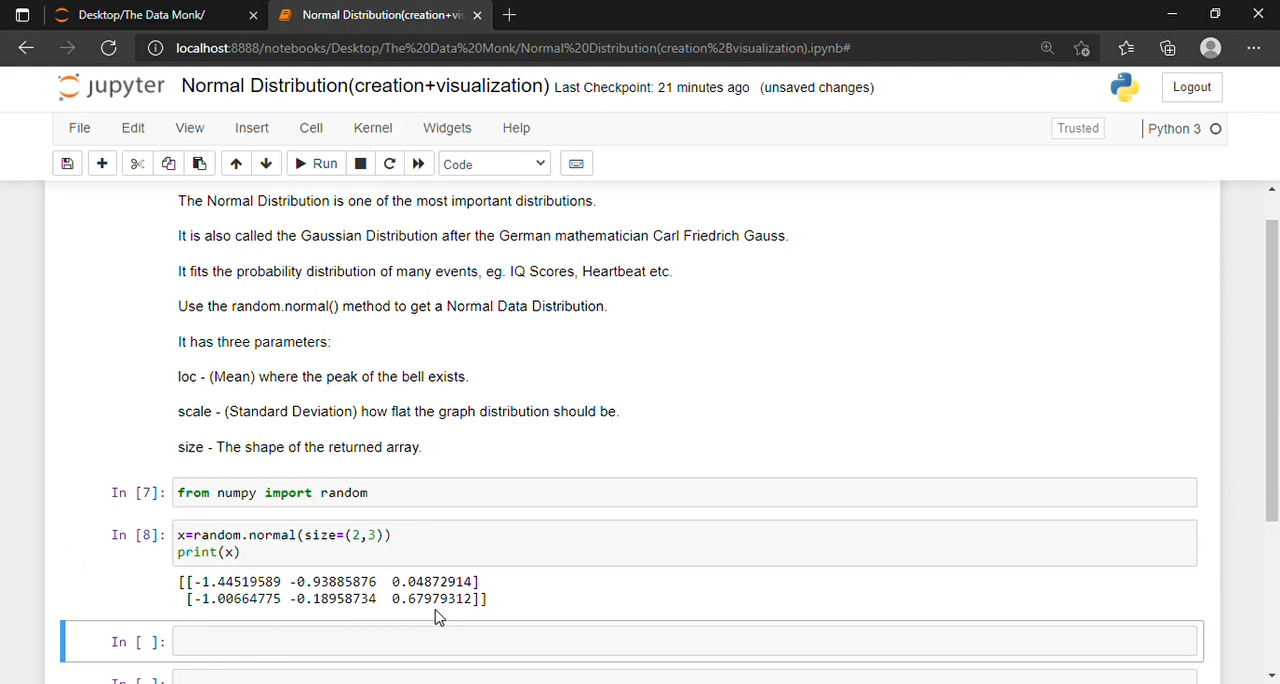 Desktop/The Data Monk/
Normal Distribution(creation+vis
localhost:8888/notebooks/Desktop/The%20Data%20Monk/Normal%20Distribution(creation%2Bvisualization).ipynb#
jupyter Normal Distribution(creation+visualization) Last Checkpoint: 21 minutes ago (unsaved changes) Logout
File Edit View Insert Cell Kernel Widgets Help Trusted Python 3
Run Code
The Normal Distribution is one of the most important distributions.
It is also called the Gaussian Distribution after the German mathematician Carl Friedrich Gauss.
It fits the probability distribution of many events, eg. IQ Scores, Heartbeat etc.
Use the random.normal() method to get a Normal Data Distribution.
It has three parameters:
loc - (Mean) where the peak of the bell exists.
scale - (Standard Deviation) how flat the graph distribution should be.
size - The shape of the returned array.
In [7]: from numpy import random
In [8]: x=random.normal(size=(2,3))
print(x)
[[-1.44519589 -0.93885876 0.04872914]
[-1.00664775 -0.18958734 0.67979312]]
In [ ]:
In [ ]: